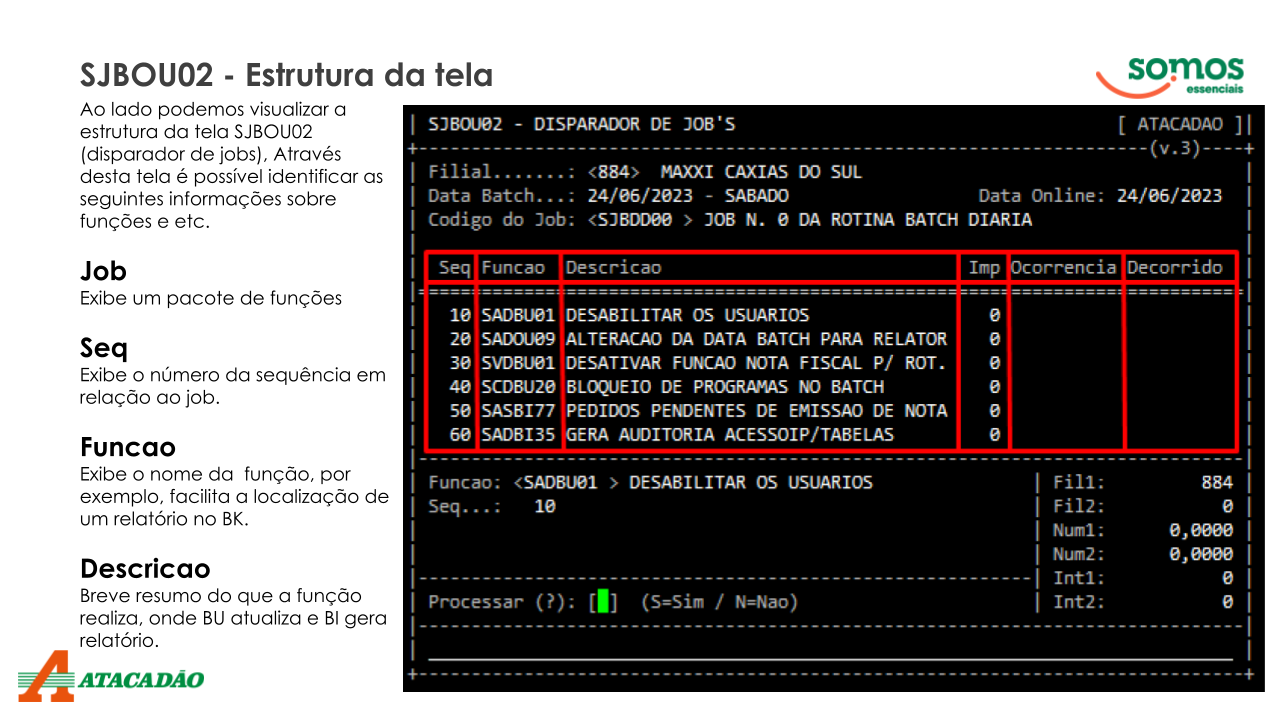 SJBOU02 - Estrutura da tela
somos
essenciais
Ao lado podemos visualizar a
estrutura da tela SJBOU02
(disparador de jobs), Através
desta tela é possível identificar as
seguintes informações sobre
funções e etc.
Job
Exibe um pacote de funções
Seq
Exibe o número da sequência em
relação ao job.
Funcao
Exibe o nome da  função, por
exemplo, facilita a localização de
um relatório no BK.
Descricao
Breve resumo do que a função
realiza, onde BU atualiza e BI gera
relatório.
ATACADÃO
SJBOU02 - DISPARADOR DE JOB'S [ ATACADAO ]
(v.3)
Filial.......: <884>  MAXXI CAXIAS DO SUL
Data Batch...: 24/06/2023 - SABADO Data Online: 24/06/2023
Codigo do Job: <SJBDD00 > JOB N. 0 DA ROTINA BATCH DIARIA
Seq Funcao Descricao Imp Ocorrencia Decorrido
10 SADBU01 DESABILITAR OS USUARIOS 0
20 SADOU09 ALTERACAO DA DATA BATCH PARA RELATOR 0
30 SVDBU01 DESATIVAR FUNCAO NOTA FISCAL P/ ROT. 0
40 SCDBU20 BLOQUEIO DE PROGRAMAS NO BATCH 0
50 SASBI77 PEDIDOS PENDENTES DE EMISSAO DE NOTA 0
60 SADBI35 GERA AUDITORIA ACESSOIP/TABELAS 0
Funcao: <SADBU01 > DESABILITAR OS USUARIOS Fil1: 884
Seq...: 10 Fil2: 0
Num1: 0,0000
Num2: 0,0000
Int1: 0
Processar (?): [ ] (S=Sim / N=Nao) Int2: 0